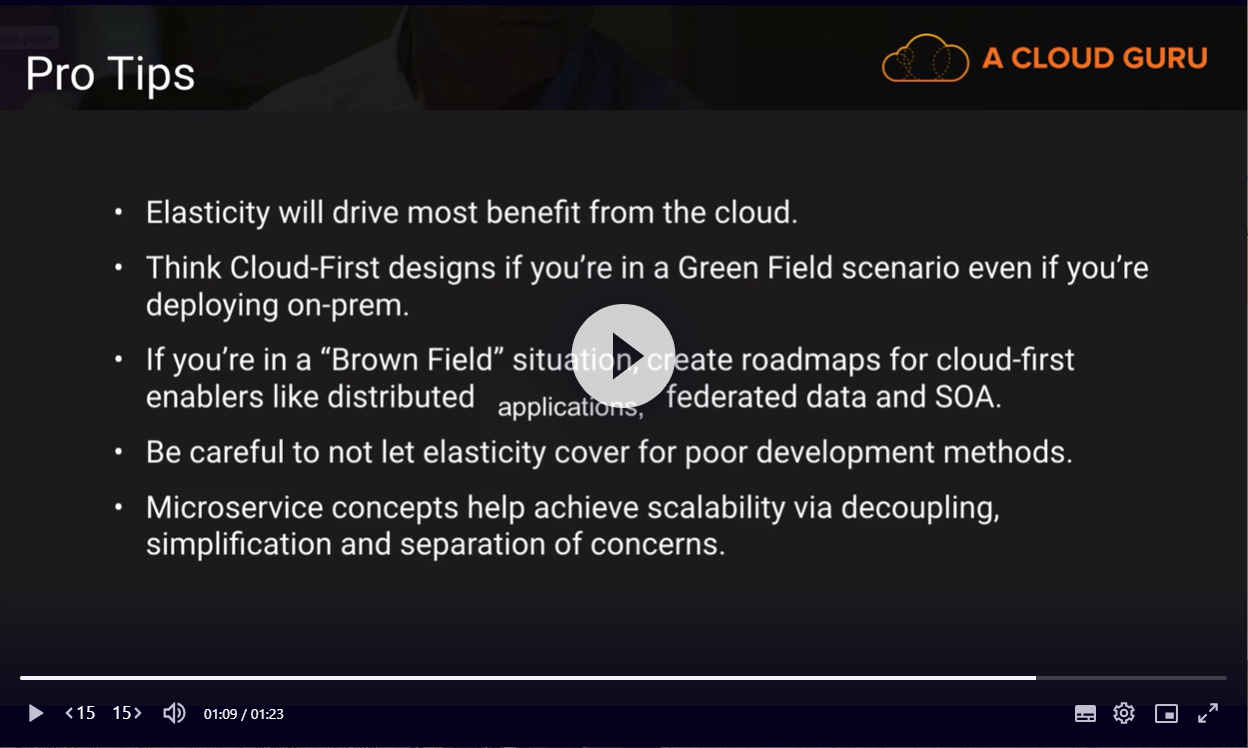 ion pane
Pro Tips
A CLOUD GURU
• Elasticity will drive most benefit from the cloud.
• Think Cloud-First designs if you’re in a Green Field scenario even if you’re
deploying on-prem.
• If you’re in a “Brown Field” situation, create roadmaps for cloud-first
enablers like distributed applications, federated data and SOA.
• Be careful to not let elasticity cover for poor development methods.
• Microservice concepts help achieve scalability via decoupling,
simplification and separation of concerns.
15 15 01:09 / 01:23